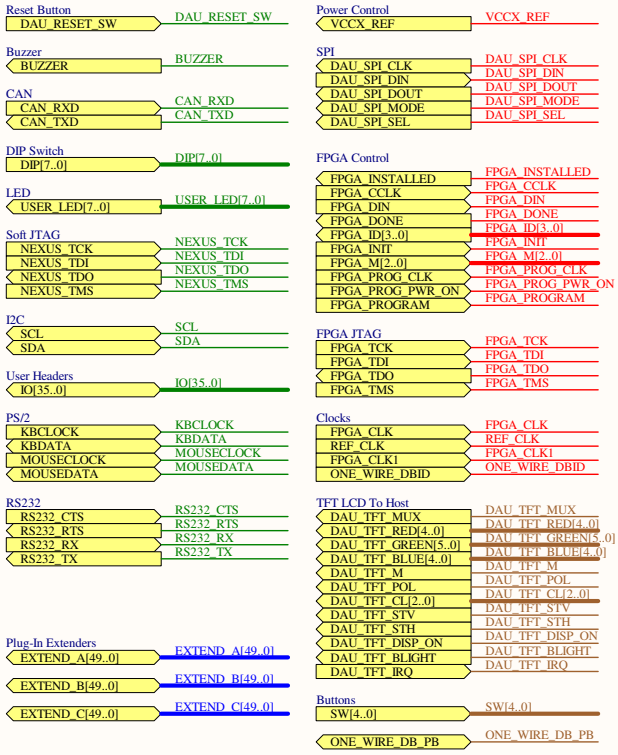 Reset Button
DAU_RESET_SW DAU_RESET_SW
Buzzer
BUZZER BUZZER
CAN
CAN_RXD CAN_RXD
CAN_TXD CAN_TXD
DIP Switch
DIP[7..0] DIP[7..0]
LED
USER_LED[7..0] USER_LED[7..0]
Soft JTAG
NEXUS_TCK NEXUS_TCK
NEXUS_TDI NEXUS_TDI
NEXUS_TDO NEXUS_TDO
NEXUS_TMS NEXUS_TMS
I2C
SCL SCL
SDA SDA
User Headers
IO[35..0] IO[35..0]
PS/2
KBCLOCK KBCLOCK
KBDATA KBDATA
MOUSECLOCK MOUSECLOCK
MOUSEDATA MOUSEDATA
RS232
RS232_CTS RS232_CTS
RS232_RTS RS232_RTS
RS232_RX RS232_RX
RS232_TX RS232_TX
Plug-In Extenders
EXTEND_A[49..0] EXTEND_A[49..0]
EXTEND_B[49..0] EXTEND_B[49..0]
EXTEND_C[49..0] EXTEND_C[49..0]
Power Control
VCCX_REF VCCX_REF
SPI
DAU_SPI_CLK DAU_SPI_CLK
DAU_SPI_DIN DAU_SPI_DIN
DAU_SPI_DOUT DAU_SPI_DOUT
DAU_SPI_MODE DAU_SPI_MODE
DAU_SPI_SEL DAU_SPI_SEL
FPGA Control
FPGA_INSTALLED FPGA_INSTALLED
FPGA_CCLK FPGA_CCLK
FPGA_DIN FPGA_DIN
FPGA_DONE FPGA_DONE
FPGA_ID[3..0] FPGA_ID[3..0]
FPGA_INIT FPGA_INIT
FPGA_M[2..0] FPGA_M[2..0]
FPGA_PROG_CLK FPGA_PROG_CLK
FPGA_PROG_PWR_ON FPGA_PROG_PWR_ON
FPGA_PROGRAM FPGA_PROGRAM
FPGA JTAG
FPGA_TCK FPGA_TCK
FPGA_TDI FPGA_TDI
FPGA_TDO FPGA_TDO
FPGA_TMS FPGA_TMS
Clocks
FPGA_CLK FPGA_CLK
REF_CLK REF_CLK
FPGA_CLK1 FPGA_CLK1
ONE_WIRE_DBID ONE_WIRE_DBID
TFT LCD To Host
DAU_TFT_MUX DAU_TFT_MUX
DAU_TFT_RED[4..0] DAU_TFT_RED[4..0]
DAU_TFT_GREEN[5..0] DAU_TFT_GREEN[5..0]
DAU_TFT_BLUE[4..0] DAU_TFT_BLUE[4..0]
DAU_TFT_M DAU_TFT_M
DAU_TFT_POL DAU_TFT_POL
DAU_TFT_CL[2..0] DAU_TFT_CL[2..0]
DAU_TFT_STV DAU_TFT_STV
DAU_TFT_STH DAU_TFT_STH
DAU_TFT_DISP_ON DAU_TFT_DISP_ON
DAU_TFT_BLIGHT DAU_TFT_BLIGHT
DAU_TFT_IRQ DAU_TFT_IRQ
Buttons
SW[4..0] SW[4..0]
ONE_WIRE_DB_PB ONE_WIRE_DB_PB